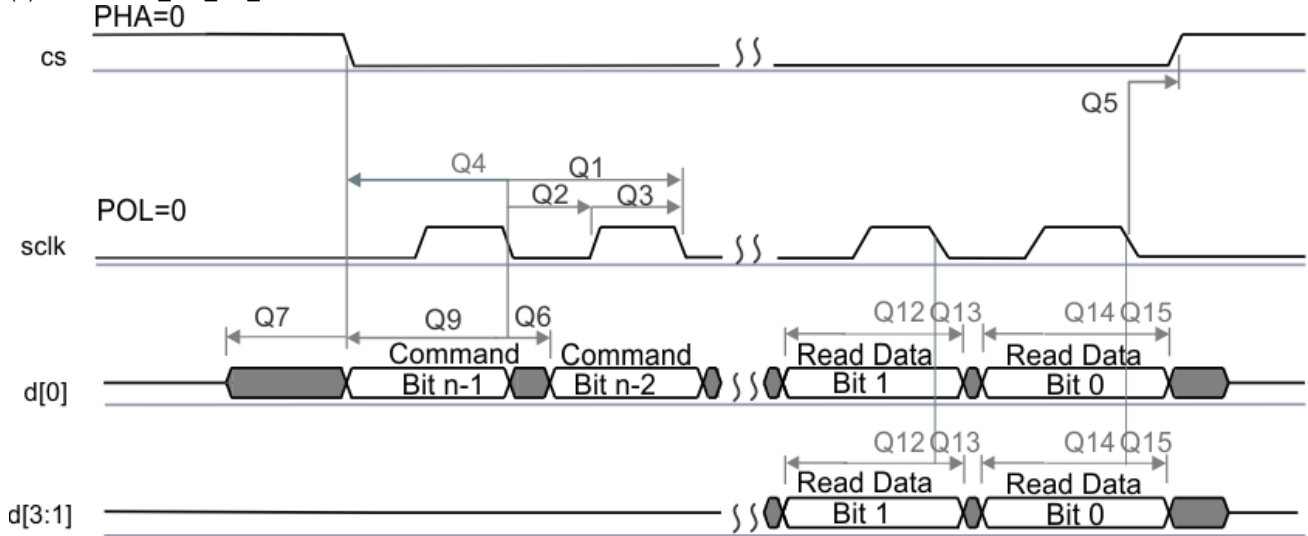 PHA=0
cs
Q5
Q4 Q1
Q2 Q3
POL=0
sclk
Q7 Q9 Q6 Q12 Q13 Q14 Q15
Command Command Read Data Read Data
d[0] Bit n-1 Bit n-2 Bit 1 Bit 0
Q12 Q13 Q14 Q15
Read Data Read Data
d[3:1] Bit 1 Bit 0